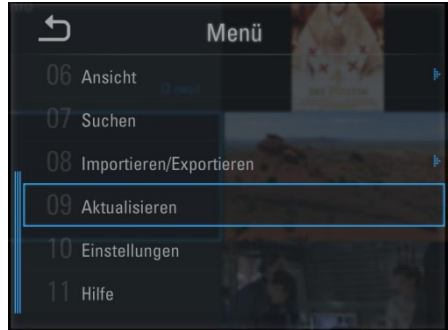 Menü
06 Ansicht
07 Suchen
08 Importieren/Exportieren
09 Aktualisieren
10 Einstellungen
11 Hilfe